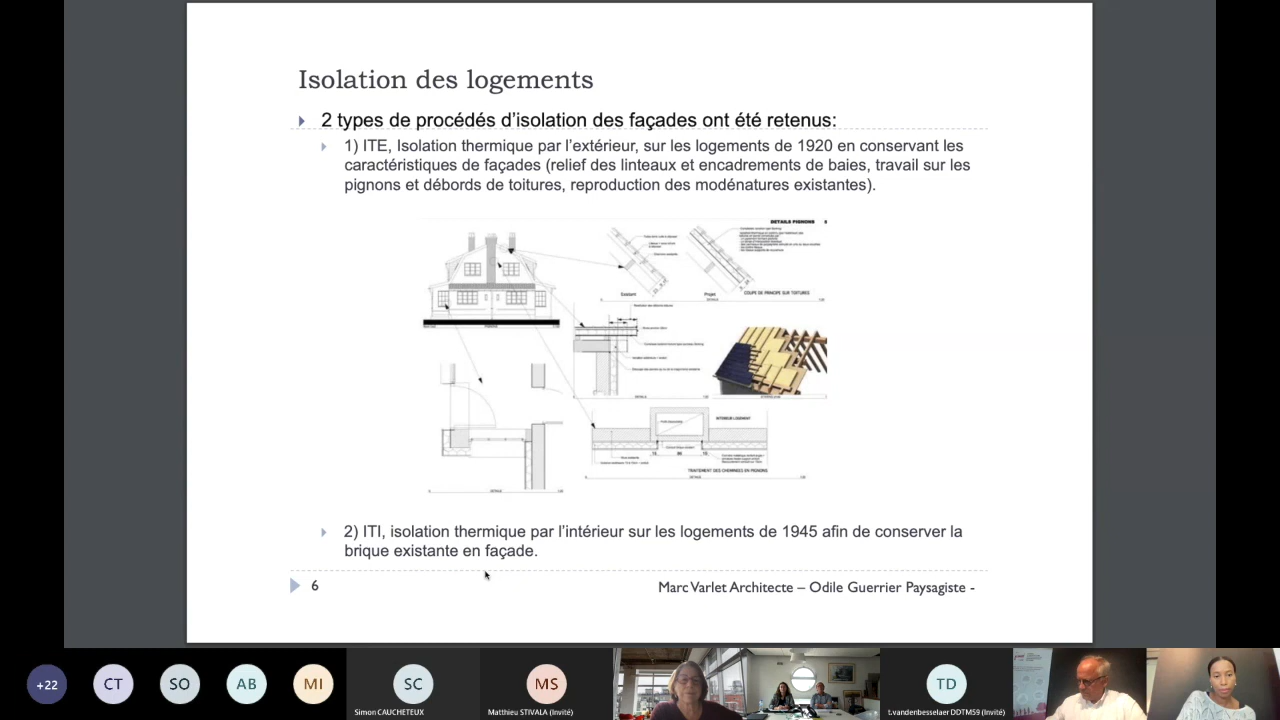 Isolation des logements
2 types de procédés d’isolation des façades ont été retenus:
1) ITE, Isolation thermique par l’extérieur, sur les logements de 1920 en conservant les
caractéristiques de façades (relief des linteaux et encadrements de baies, travail sur les
pignons et débords de toitures, reproduction des modénatures existantes).
DETAILS PIGNONS
Existant
Projet
COUPE DE PRINCIPE SUR TOITURES
INTERIEUR LOGEMENT
TRAITEMENT DES CHEMINEES EN PIGNONS
2) ITI, isolation thermique par l’intérieur sur les logements de 1945 afin de conserver la
brique existante en façade.
6
Marc Varlet Architecte – Odile Guerrier Paysagiste -
+22
CT
SO
AB
MI
SC
MS
TD
Simon CAUCHETEUX
Matthieu STIVALA (Invité)
t.vandenbesselaer DDTM59 (Invité)